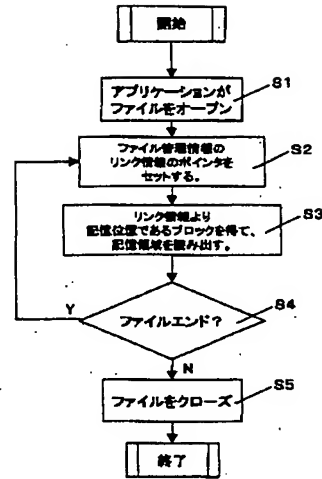 開始
アプリケーションが
ファイルをオープン
S1
ファイル管理情報の
リンク情報のポインタを
セットする。
S2
リンク情報より
記憶位置であるブロックを得て、
記憶領域を読み出す。
S3
ファイルエンド?
S4
Y
N
ファイルをクローズ
S5
終了